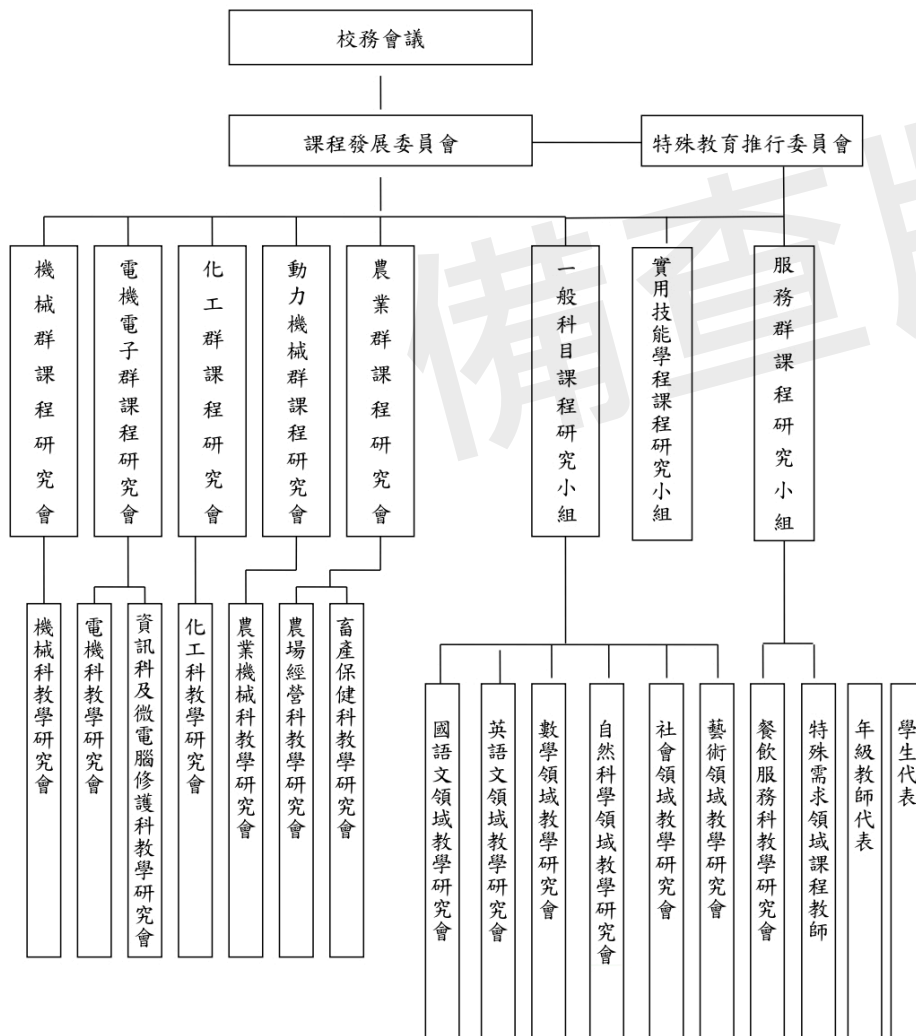 校務會議
課程發展委員會
特殊教育推行委員會
機械群課程研究會
電機電子群課程研究會
化工群課程研究會
動力機械群課程研究會
農業群課程研究會
一般科目課程研究小組
實用技能學程課程研究小組
服務群課程研究小組
機械科教學研究會
電機科教學研究會
資訊科及微電腦修護科教學研究會
化工科教學研究會
農業機械科教學研究會
農場經營科教學研究會
畜產保健科教學研究會
國語文領域教學研究會
英語文領域教學研究會
數學領域教學研究會
自然科學領域教學研究會
社會領域教學研究會
藝術領域教學研究會
餐飲服務科教學研究會
特殊需求領域課程教師
年級教師代表
學生代表
備查